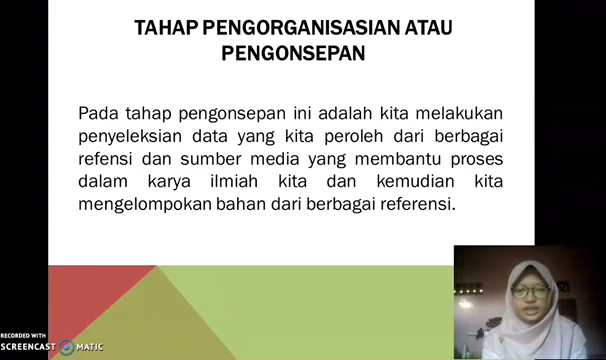 TAHAP PENGORGANISASIAN ATAU
PENGONSEPAN
Pada tahap pengonsepan ini adalah kita melakukan
penyeleksian data yang kita peroleh dari berbagai
refensi dan sumber media yang membantu proses
dalam karya ilmiah kita dan kemudian kita
mengelompokan bahan dari berbagai referensi.
RECORDED WITH
SCREENCAST MATIC